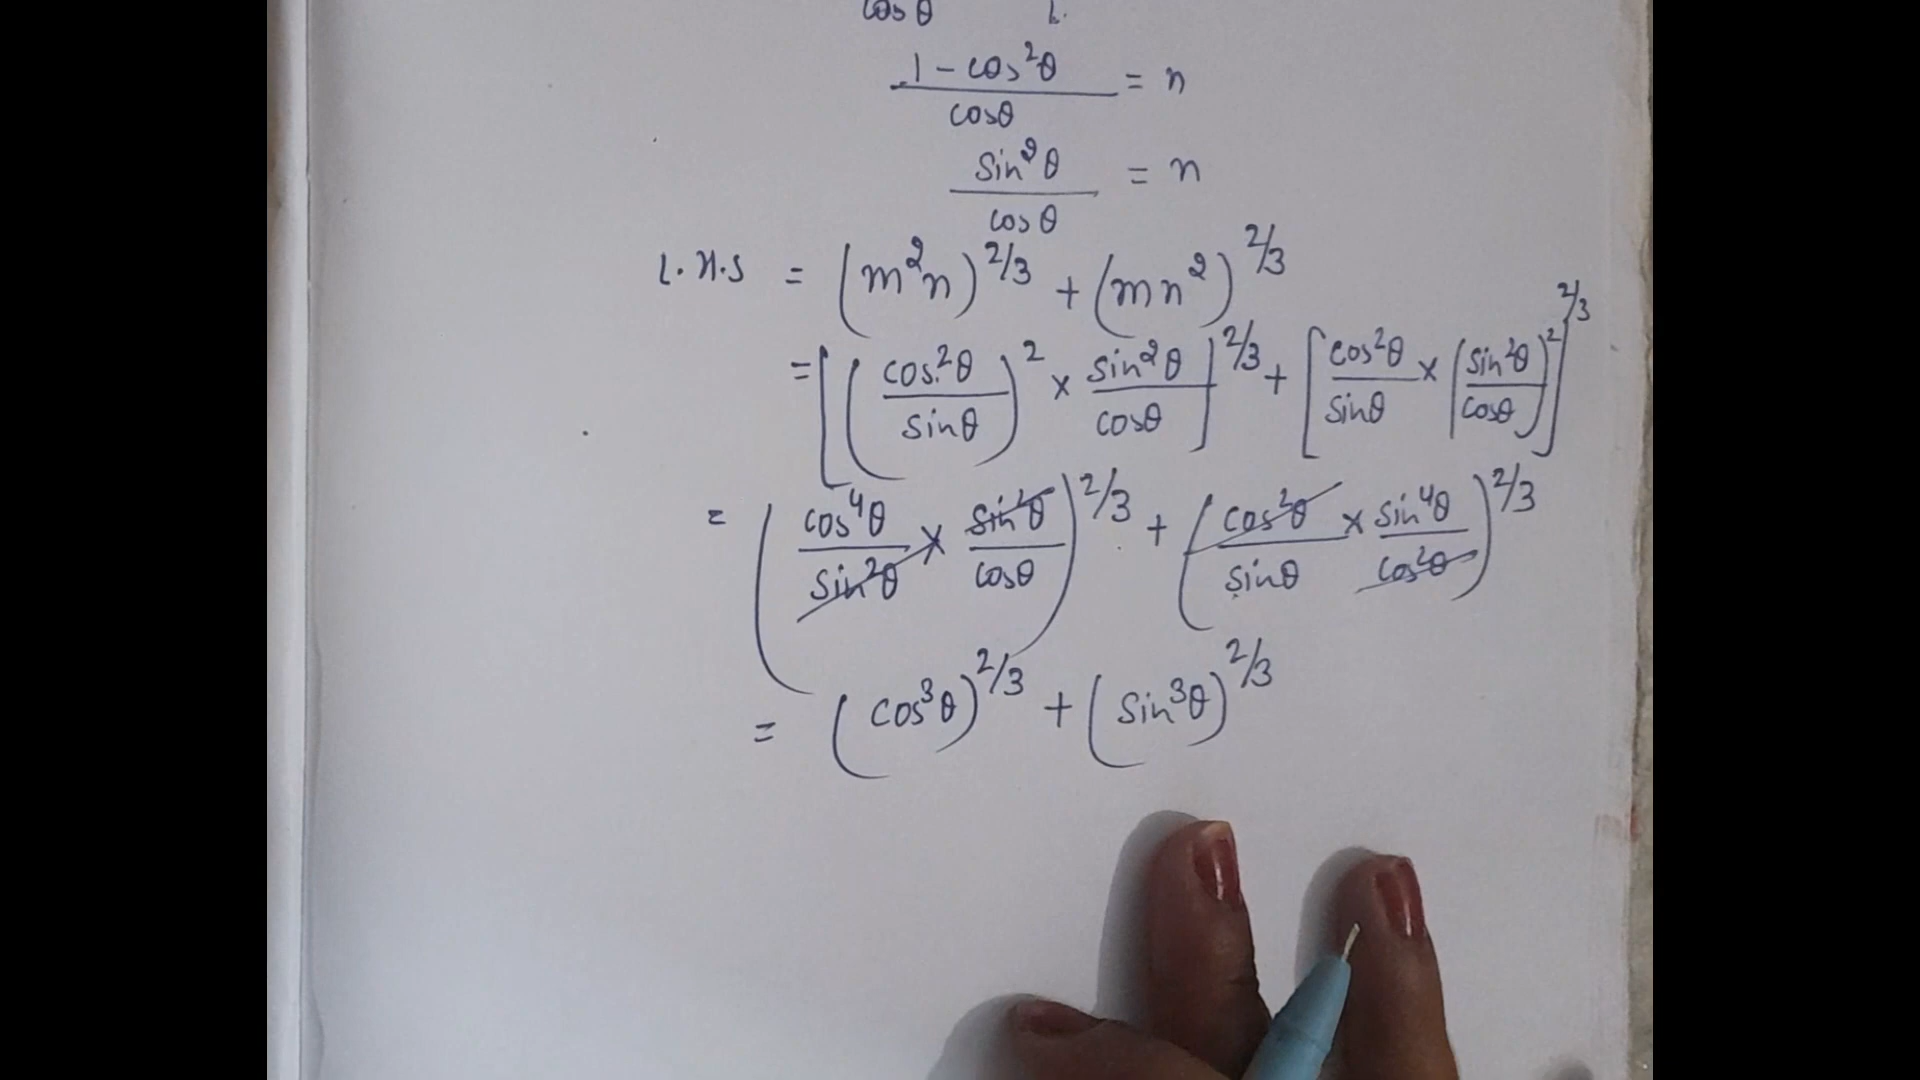 cos θ
1 - cos²θ / cosθ = n
sin²θ / cos θ = n
L.H.S = (m²n)^2/3 + (mn²)^2/3
= [(cos²θ / sinθ)² × sin²θ / cosθ]^2/3 + [cos²θ / sinθ × (sin²θ / cosθ)²]^2/3
= (cos⁴θ / sin²θ × sin²θ / cosθ)^2/3 + (cos²θ / sinθ × sin⁴θ / cos²θ)^2/3
= (cos³θ)^2/3 + (sin³θ)^2/3